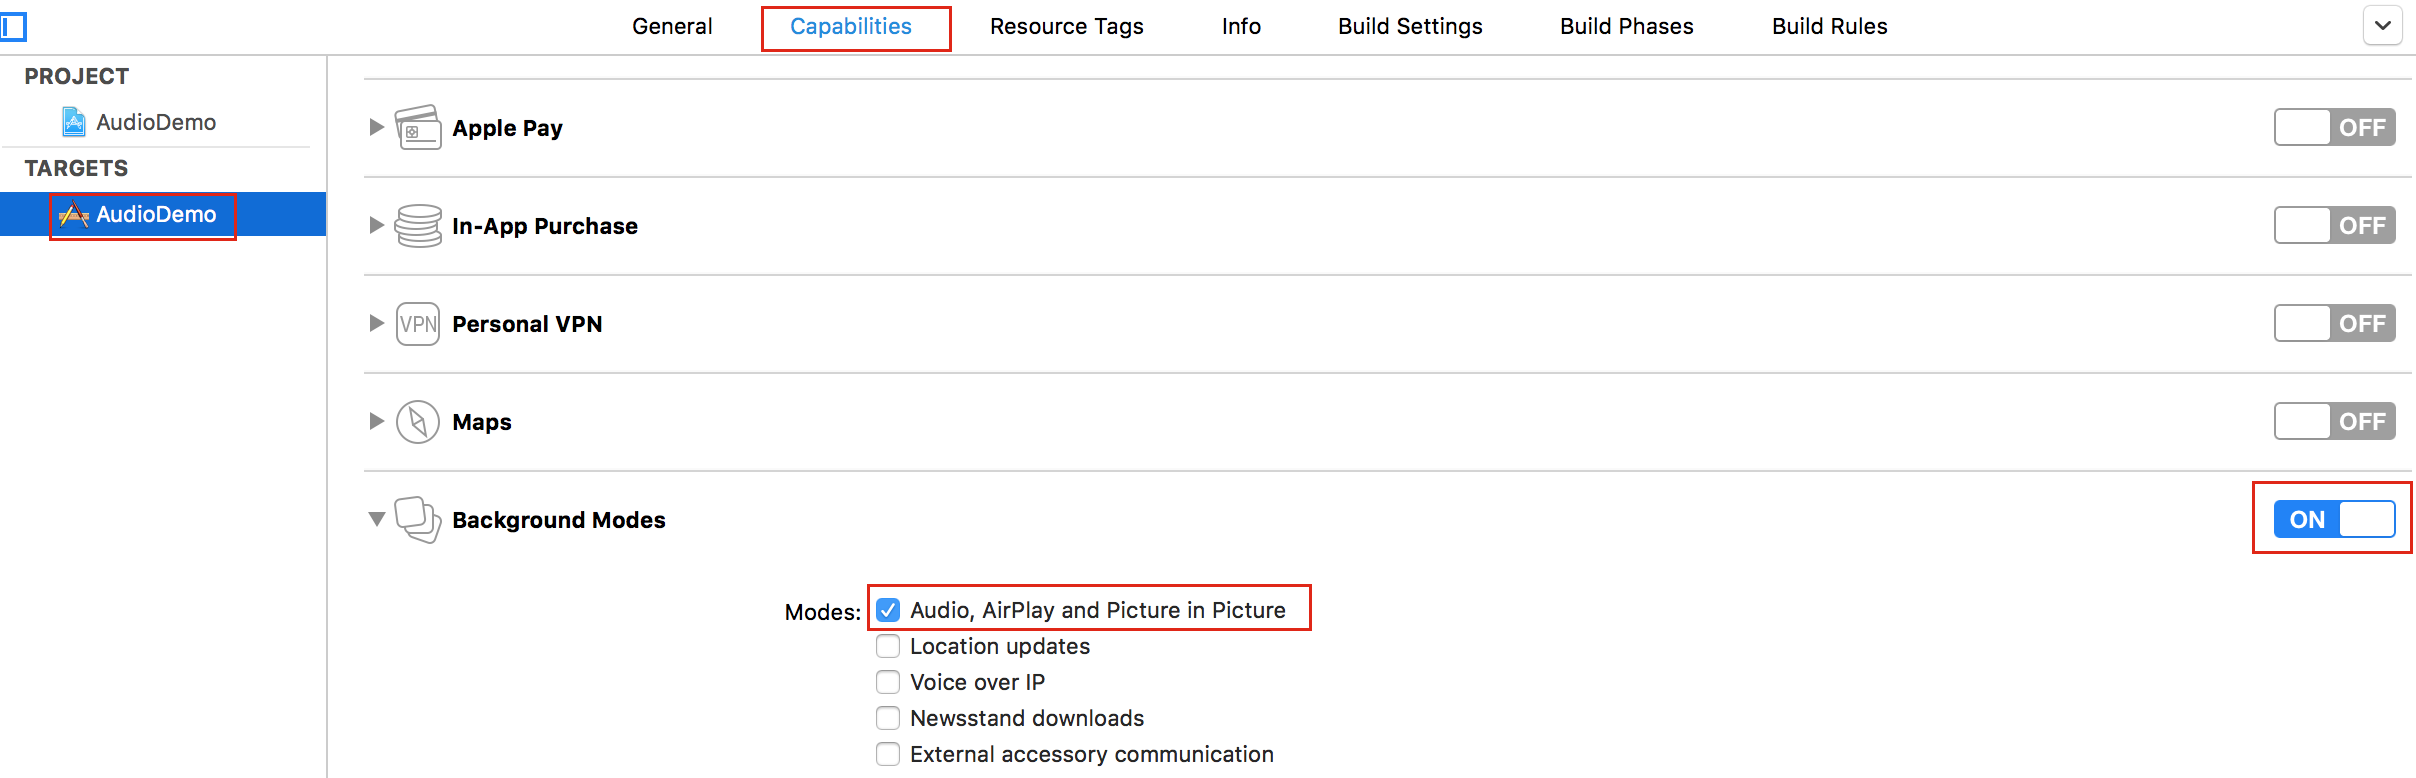 General Capabilities Resource Tags Info Build Settings Build Phases Build Rules
PROJECT
AudioDemo
TARGETS
AudioDemo
Apple Pay OFF
In-App Purchase OFF
VPN Personal VPN OFF
Maps OFF
Background Modes ON
Modes: Audio, AirPlay and Picture in Picture
Location updates
Voice over IP
Newsstand downloads
External accessory communication